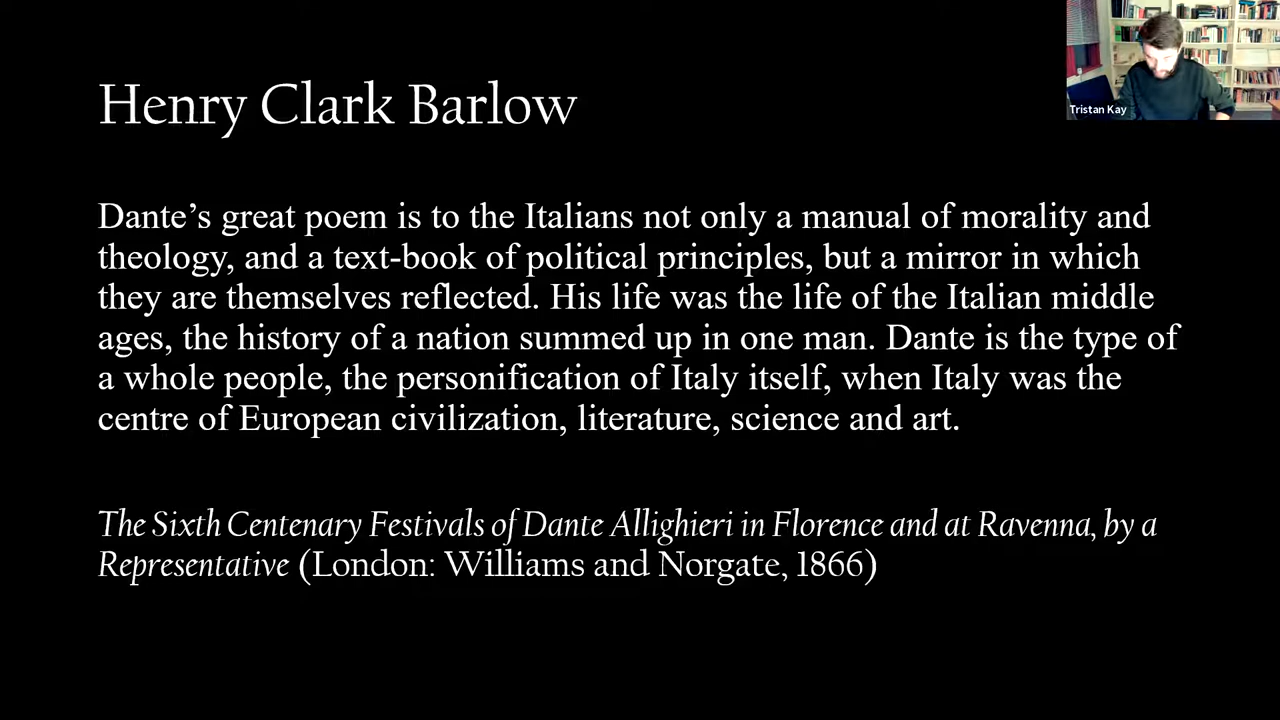 Henry Clark Barlow
Tristan Kay
Dante’s great poem is to the Italians not only a manual of morality and
theology, and a text-book of political principles, but a mirror in which
they are themselves reflected. His life was the life of the Italian middle
ages, the history of a nation summed up in one man. Dante is the type of
a whole people, the personification of Italy itself, when Italy was the
centre of European civilization, literature, science and art.
The Sixth Centenary Festivals of Dante Allighieri in Florence and at Ravenna, by a
Representative (London: Williams and Norgate, 1866)